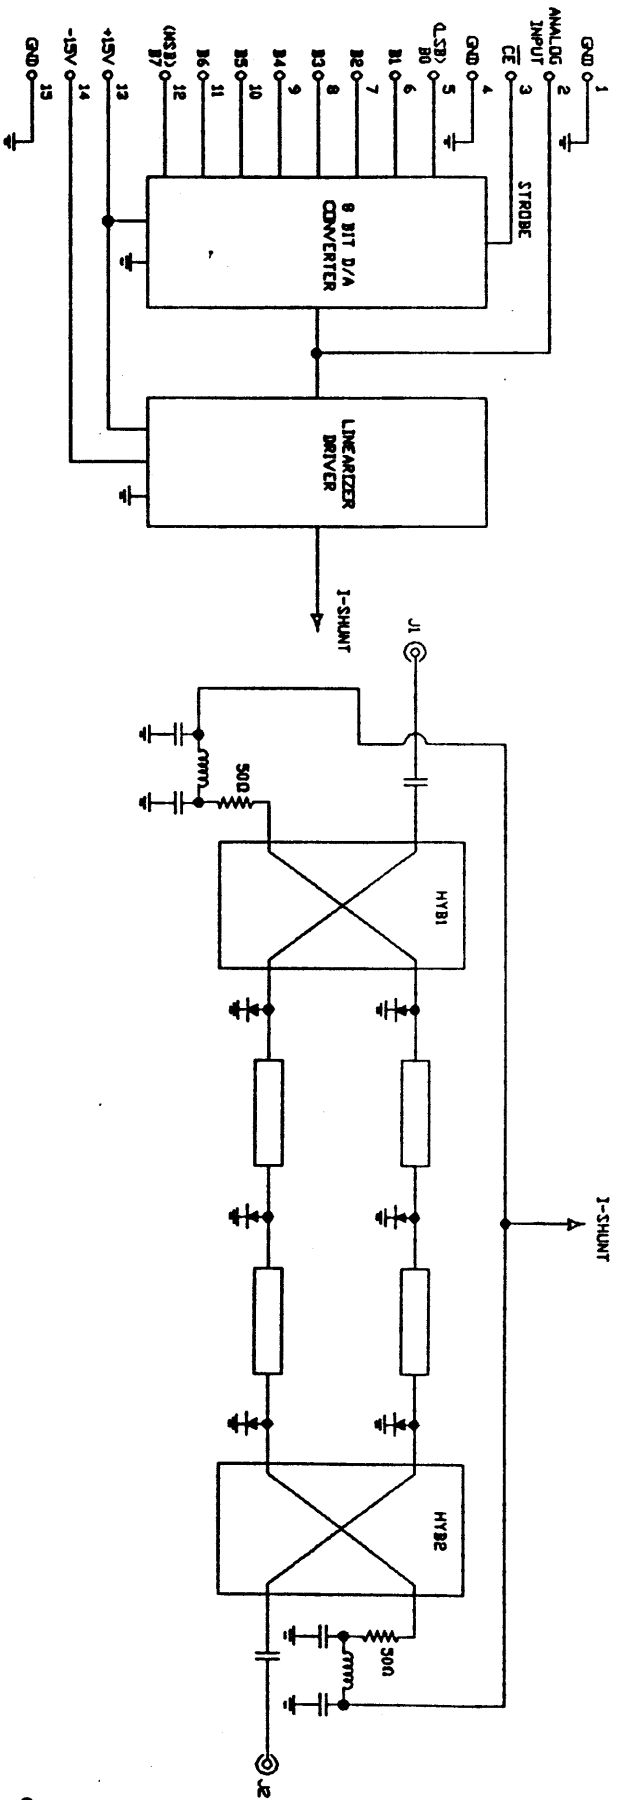 GND 1
ANALOG
INPUT 2
C̅E̅ 3
STROBE
GND 4
(LSB)
B0 5
B1 6
B2 7
B3 8
B4 9
B5 10
B6 11
(MSB)
B7 12
+15V 13
-15V 14
GND 15
8 BIT D/A
CONVERTER
LINEARIZER
DRIVER
I-SHUNT
I-SHUNT
J1
50Ω
HYB1
HYB2
50Ω
J2